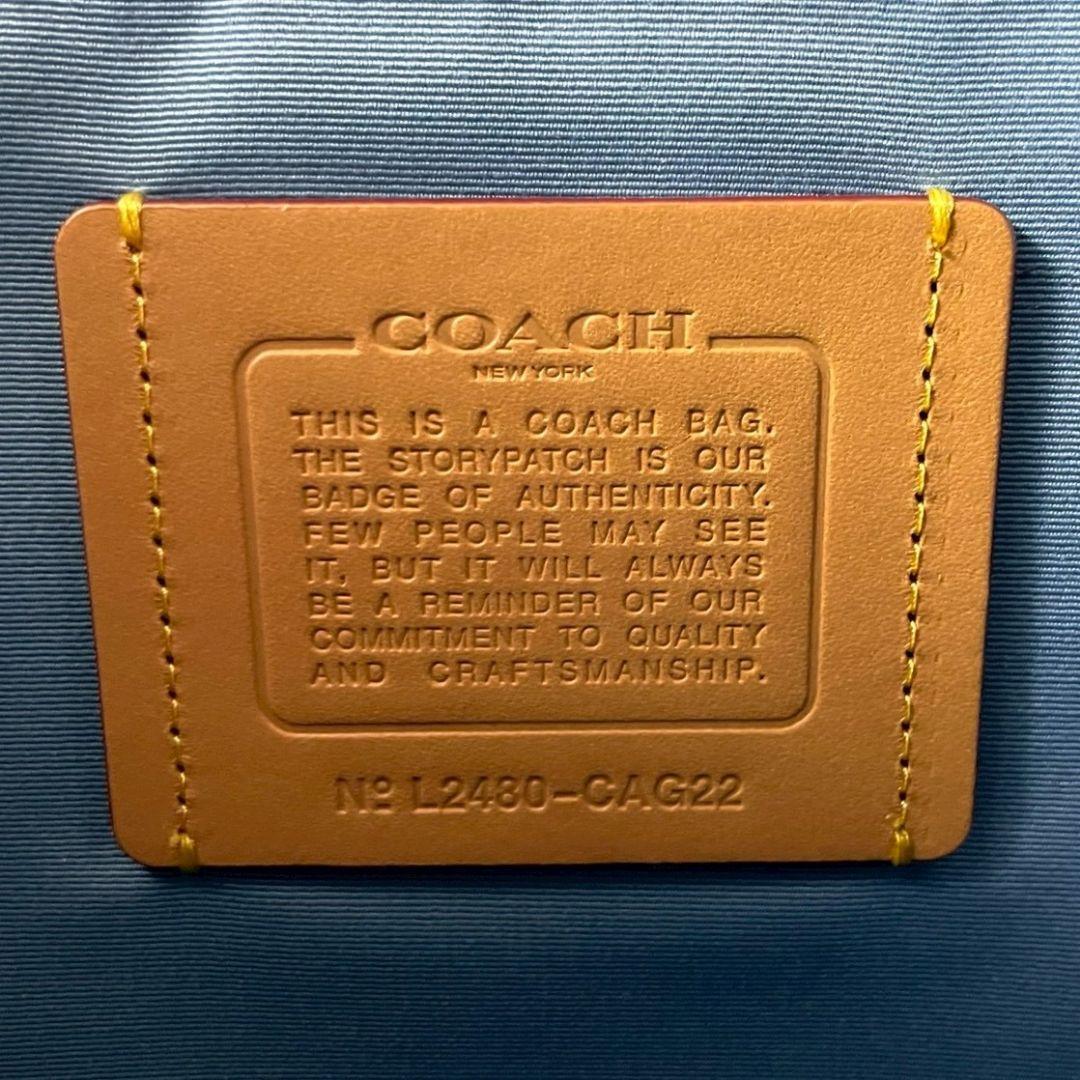 COACH
NEW YORK
THIS IS A COACH BAG.
THE STORYPATCH IS OUR
BADGE OF AUTHENTICITY.
FEW PEOPLE MAY SEE
IT, BUT IT WILL ALWAYS
BE A REMINDER OF OUR
COMMITMENT TO QUALITY
AND CRAFTSMANSHIP.
Nº L2480-CAG22